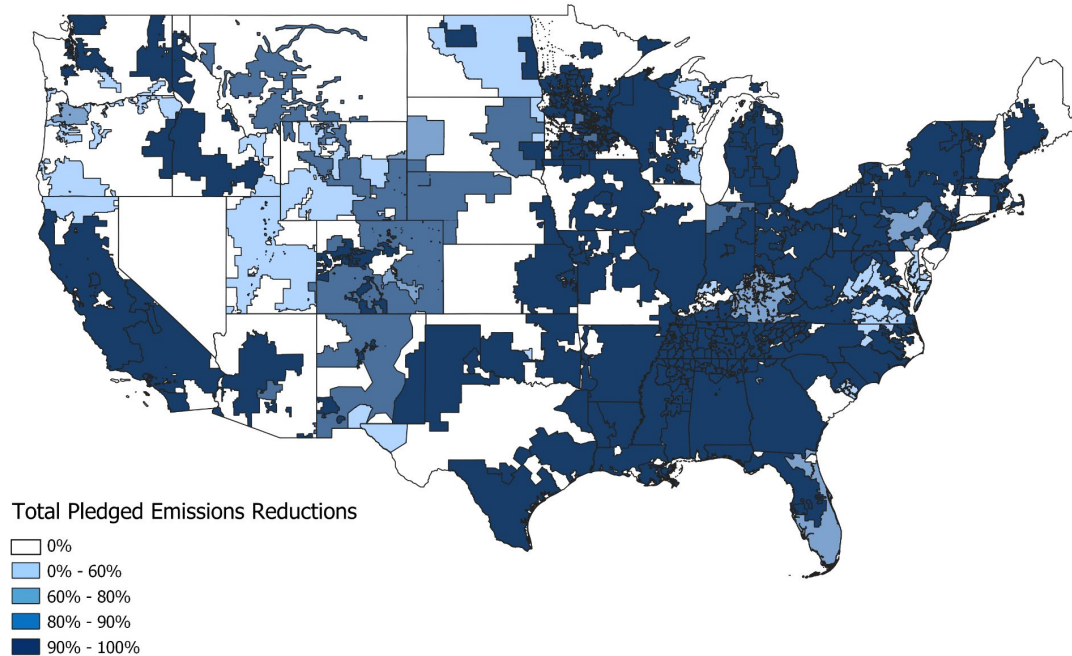 Total Pledged Emissions Reductions
0%
0% - 60%
60% - 80%
80% - 90%
90% - 100%